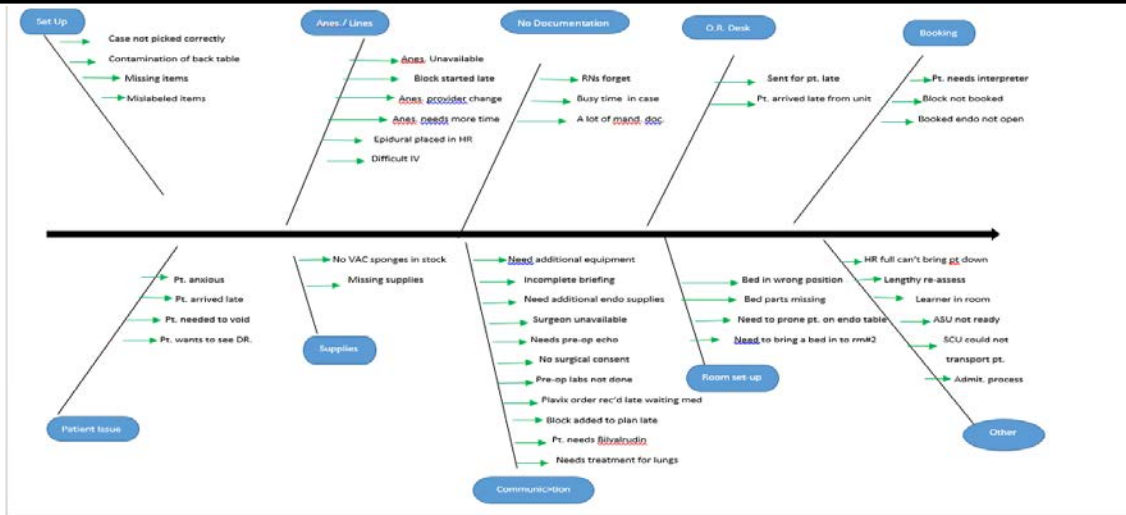 Set Up
Case not picked correctly
Contamination of back table
Missing items
Mislabeled items
Anes / Lines
Anes. Unavailable
Block started late
Anes. provider change
Anes. needs more time
Epidural placed in HR
Difficult IV
No Documentation
RNs forget
Busy time in case
A lot of mand. doc.
O.R. Desk
Sent for pt. late
Pt. arrived late from unit
Booking
Pt. needs interpreter
Block not booked
Booked endo not open
Pt. anxious
Pt. arrived late
Pt. needed to void
Pt. wants to see DR.
Patient Issue
No VAC sponges in stock
Missing supplies
Supplies
Need additional equipment
Incomplete briefing
Need additional endo supplies
Surgeon unavailable
Needs pre-op echo
No surgical consent
Pre-op labs not done
Plavix order rec'd late waiting med
Block added to plan late
Pt. needs Bilvalrudin
Needs treatment for lungs
Communication
Bed in wrong position
Bed parts missing
Need to prone pt. on endo table
Need to bring a bed in to rm#2
Room set-up
HR full can't bring pt down
Lengthy re-assess
Learner in room
ASU not ready
SCU could not
transport pt.
Admit. process
Other